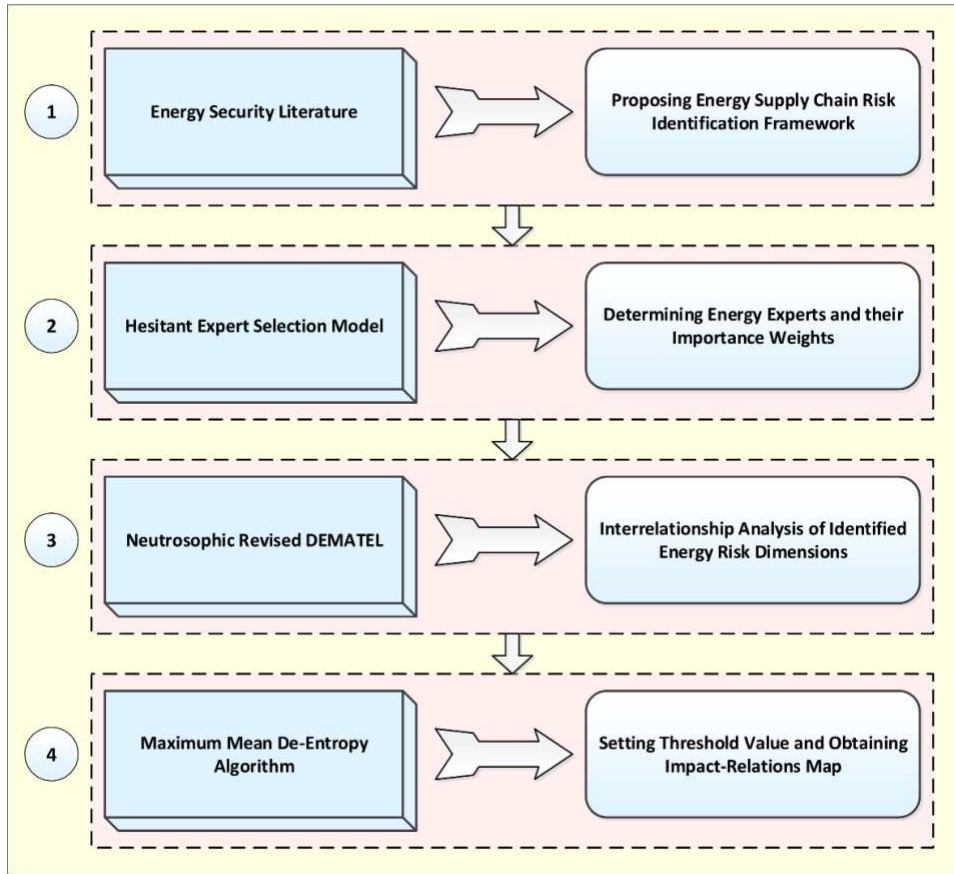 1
Energy Security Literature
Proposing Energy Supply Chain Risk
Identification Framework
2
Hesitant Expert Selection Model
Determining Energy Experts and their
Importance Weights
3
Neutrosophic Revised DEMATEL
Interrelationship Analysis of Identified
Energy Risk Dimensions
4
Maximum Mean De-Entropy
Algorithm
Setting Threshold Value and Obtaining
Impact-Relations Map